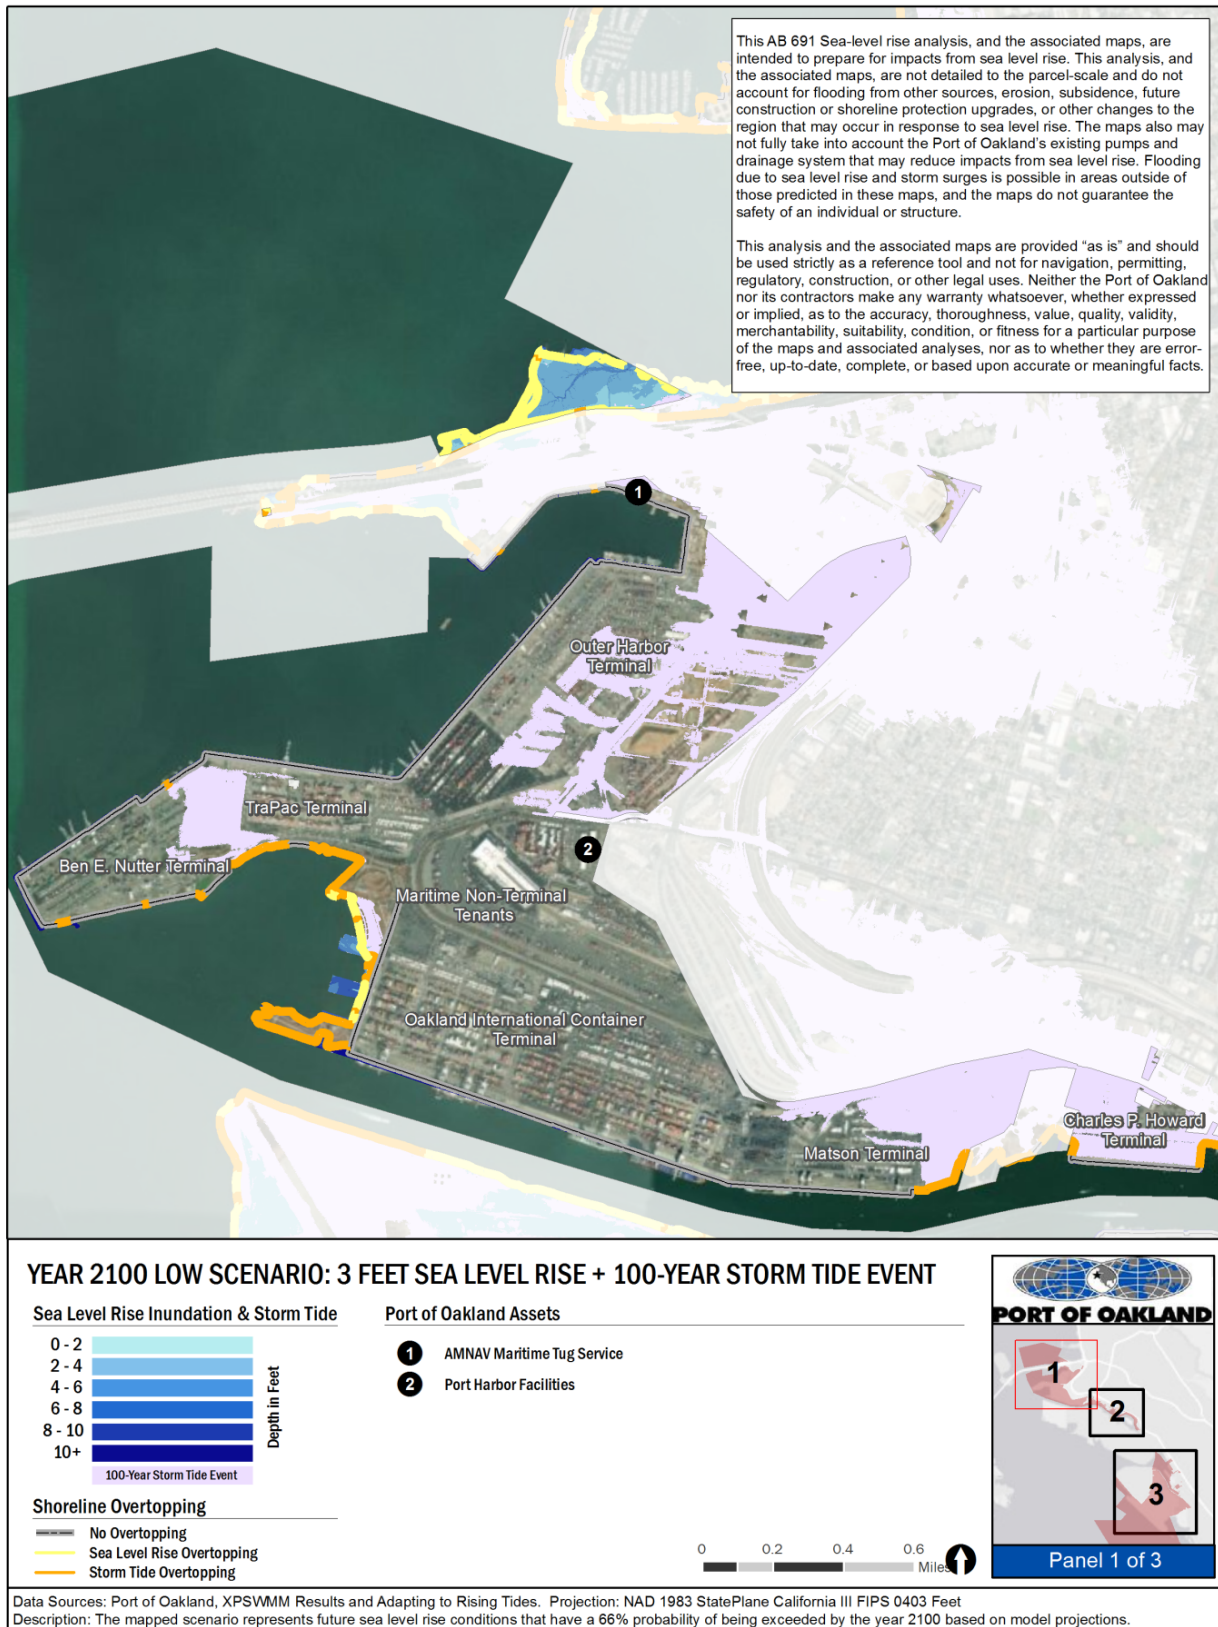 This AB 691 Sea-level rise analysis, and the associated maps, are
intended to prepare for impacts from sea level rise. This analysis, and
the associated maps, are not detailed to the parcel-scale and do not
account for flooding from other sources, erosion, subsidence, future
construction or shoreline protection upgrades, or other changes to the
region that may occur in response to sea level rise. The maps also may
not fully take into account the Port of Oakland's existing pumps and
drainage system that may reduce impacts from sea level rise. Flooding
due to sea level rise and storm surges is possible in areas outside of
those predicted in these maps, and the maps do not guarantee the
safety of an individual or structure.
This analysis and the associated maps are provided “as is” and should
be used strictly as a reference tool and not for navigation, permitting,
regulatory, construction, or other legal uses. Neither the Port of Oakland
nor its contractors make any warranty whatsoever, whether expressed
or implied, as to the accuracy, thoroughness, value, quality, validity,
merchantability, suitability, condition, or fitness for a particular purpose
of the maps and associated analyses, nor as to whether they are error-
free, up-to-date, complete, or based upon accurate or meaningful facts.
1
Outer Harbor
Terminal
TraPac Terminal
2
Ben E. Nutter Terminal
Maritime Non-Terminal
Tenants
Oakland International Container
Terminal
Charles P. Howard
Terminal
Matson Terminal
YEAR 2100 LOW SCENARIO: 3 FEET SEA LEVEL RISE + 100-YEAR STORM TIDE EVENT
Sea Level Rise Inundation & Storm Tide
0 - 2
2 - 4
4 - 6
6 - 8
8 - 10
10+
Depth in Feet
100-Year Storm Tide Event
Shoreline Overtopping
No Overtopping
Sea Level Rise Overtopping
Storm Tide Overtopping
Port of Oakland Assets
1 AMNAV Maritime Tug Service
2 Port Harbor Facilities
0 0.2 0.4 0.6
Miles
PORT OF OAKLAND
1
2
3
Panel 1 of 3
Data Sources: Port of Oakland, XPSWMM Results and Adapting to Rising Tides. Projection: NAD 1983 StatePlane California III FIPS 0403 Feet
Description: The mapped scenario represents future sea level rise conditions that have a 66% probability of being exceeded by the year 2100 based on model projections.